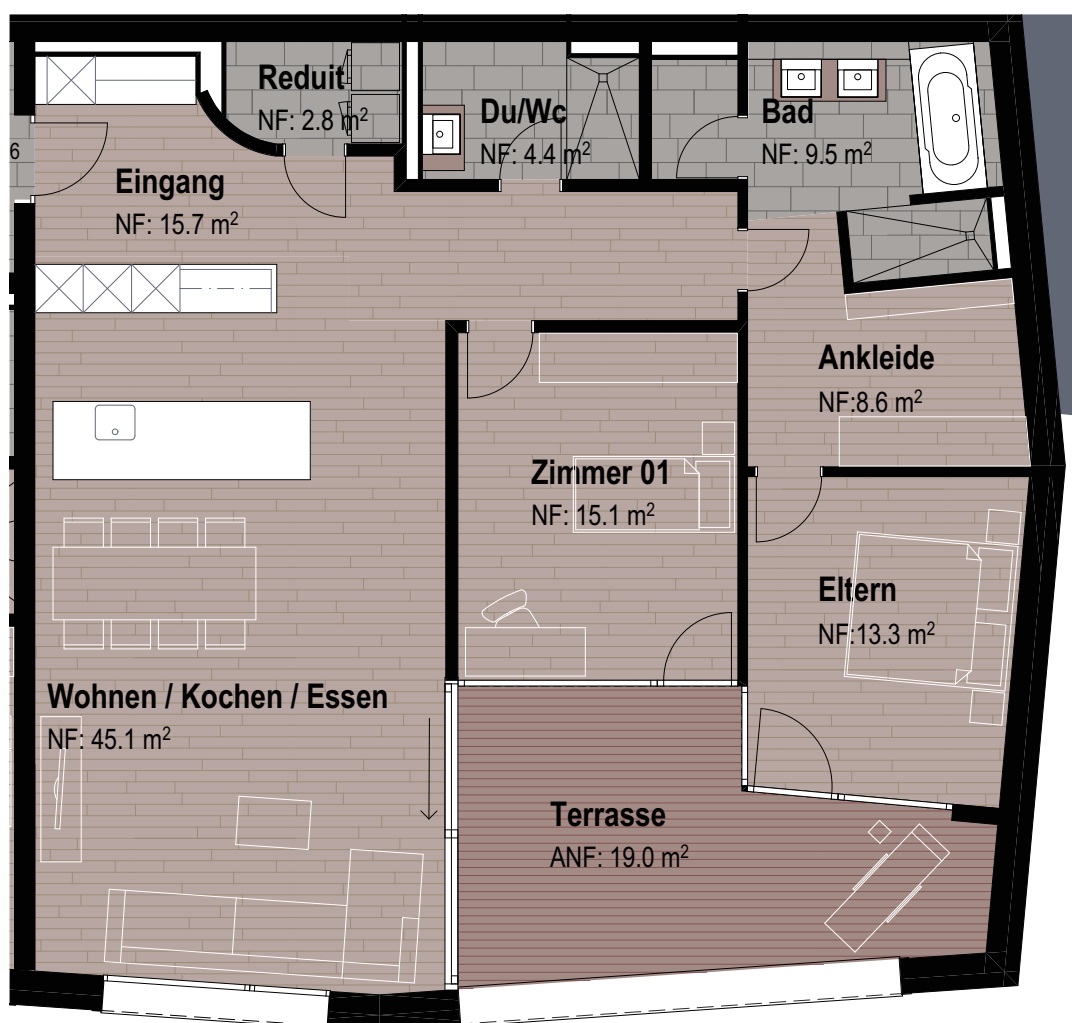 Reduit
NF: 2.8 m²
Du/Wc
NF: 4.4 m²
Bad
NF: 9.5 m²
6
Eingang
NF: 15.7 m²
Ankleide
NF:8.6 m²
Zimmer 01
NF: 15.1 m²
Eltern
NF:13.3 m²
Wohnen / Kochen / Essen
NF: 45.1 m²
Terrasse
ANF: 19.0 m²